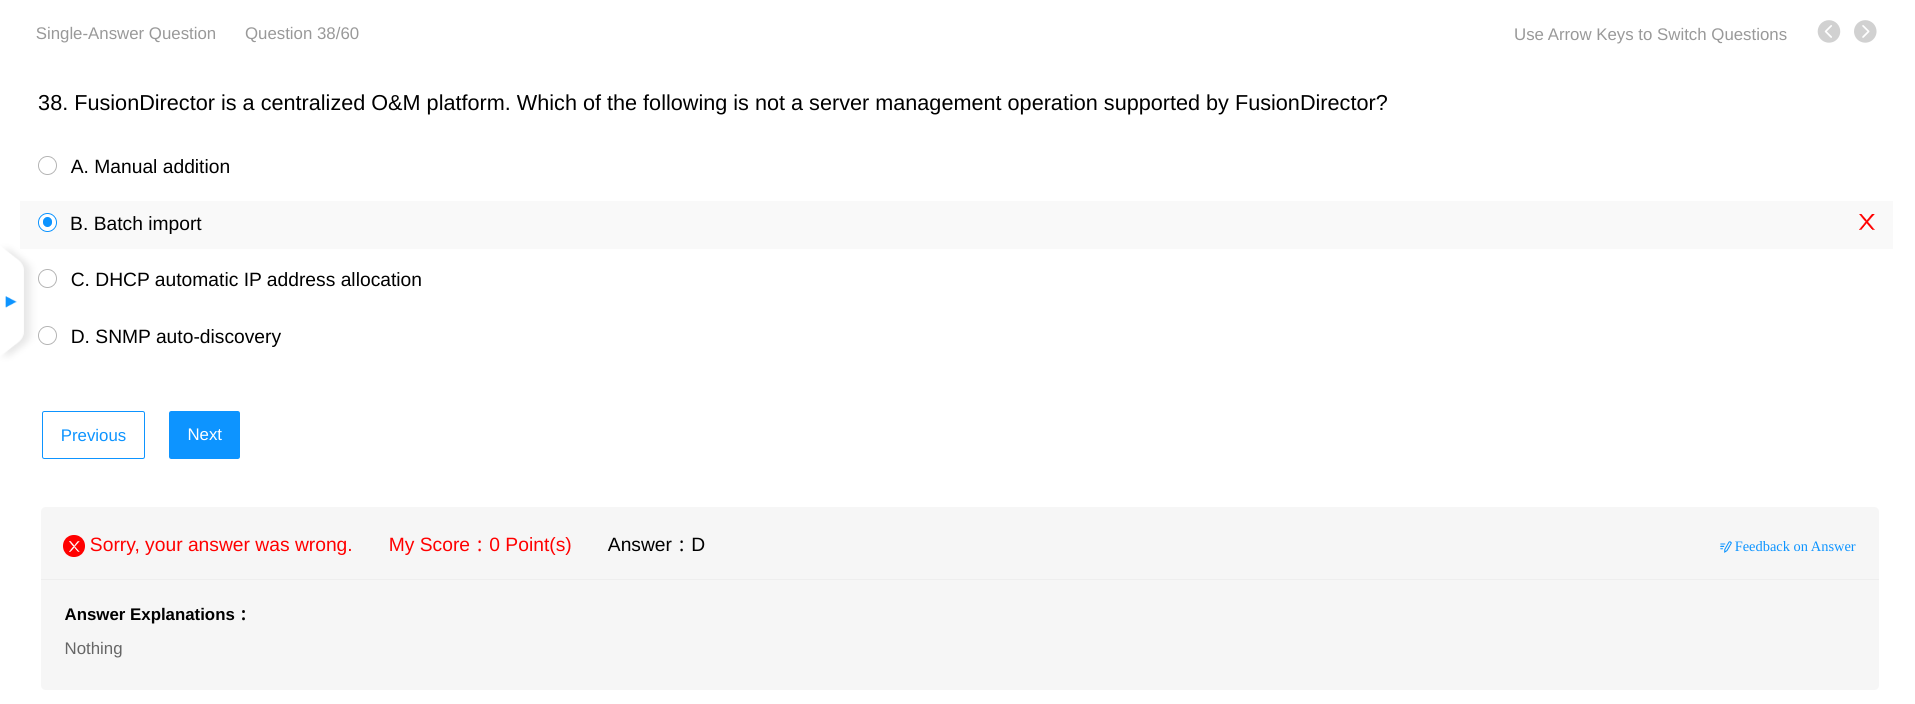 Single-Answer Question Question 38/60 Use Arrow Keys to Switch Questions
38. FusionDirector is a centralized O&M platform. Which of the following is not a server management operation supported by FusionDirector?
A. Manual addition
B. Batch import
C. DHCP automatic IP address allocation
D. SNMP auto-discovery
Previous Next
Sorry, your answer was wrong. My Score：0 Point(s) Answer：D Feedback on Answer
Answer Explanations：
Nothing